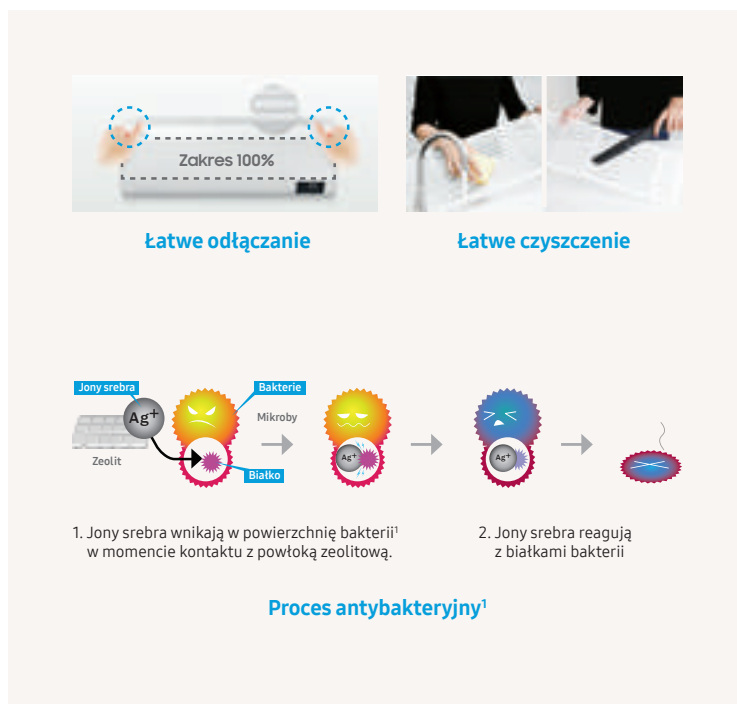 Zakres 100%
Łatwe odłączanie
Łatwe czyszczenie
Jony srebra
Bakterie
Ag+
Mikroby
Zeolit
Białko
Ag+
Ag+
1. Jony srebra wnikają w powierzchnię bakterii¹
w momencie kontaktu z powłoką zeolitową.
2. Jony srebra reagują
z białkami bakterii
Proces antybakteryjny¹